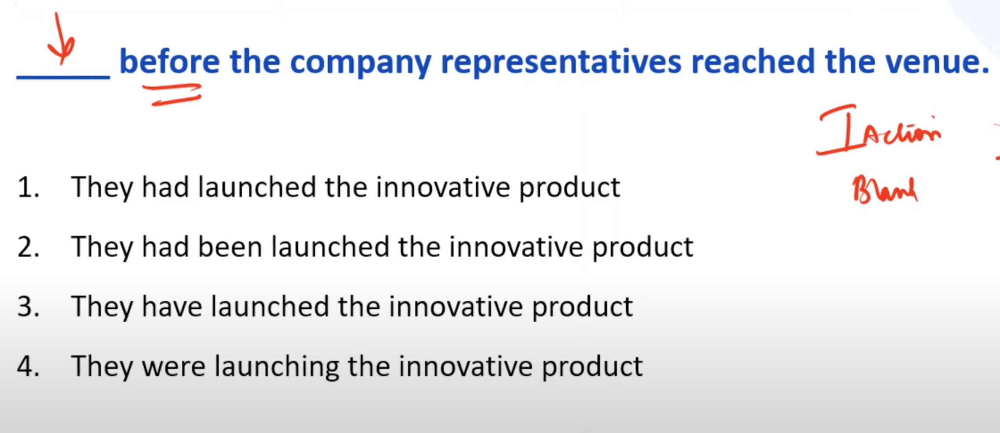 ______ before the company representatives reached the venue.
I Action
1. They had launched the innovative product
Blank
2. They had been launched the innovative product
3. They have launched the innovative product
4. They were launching the innovative product